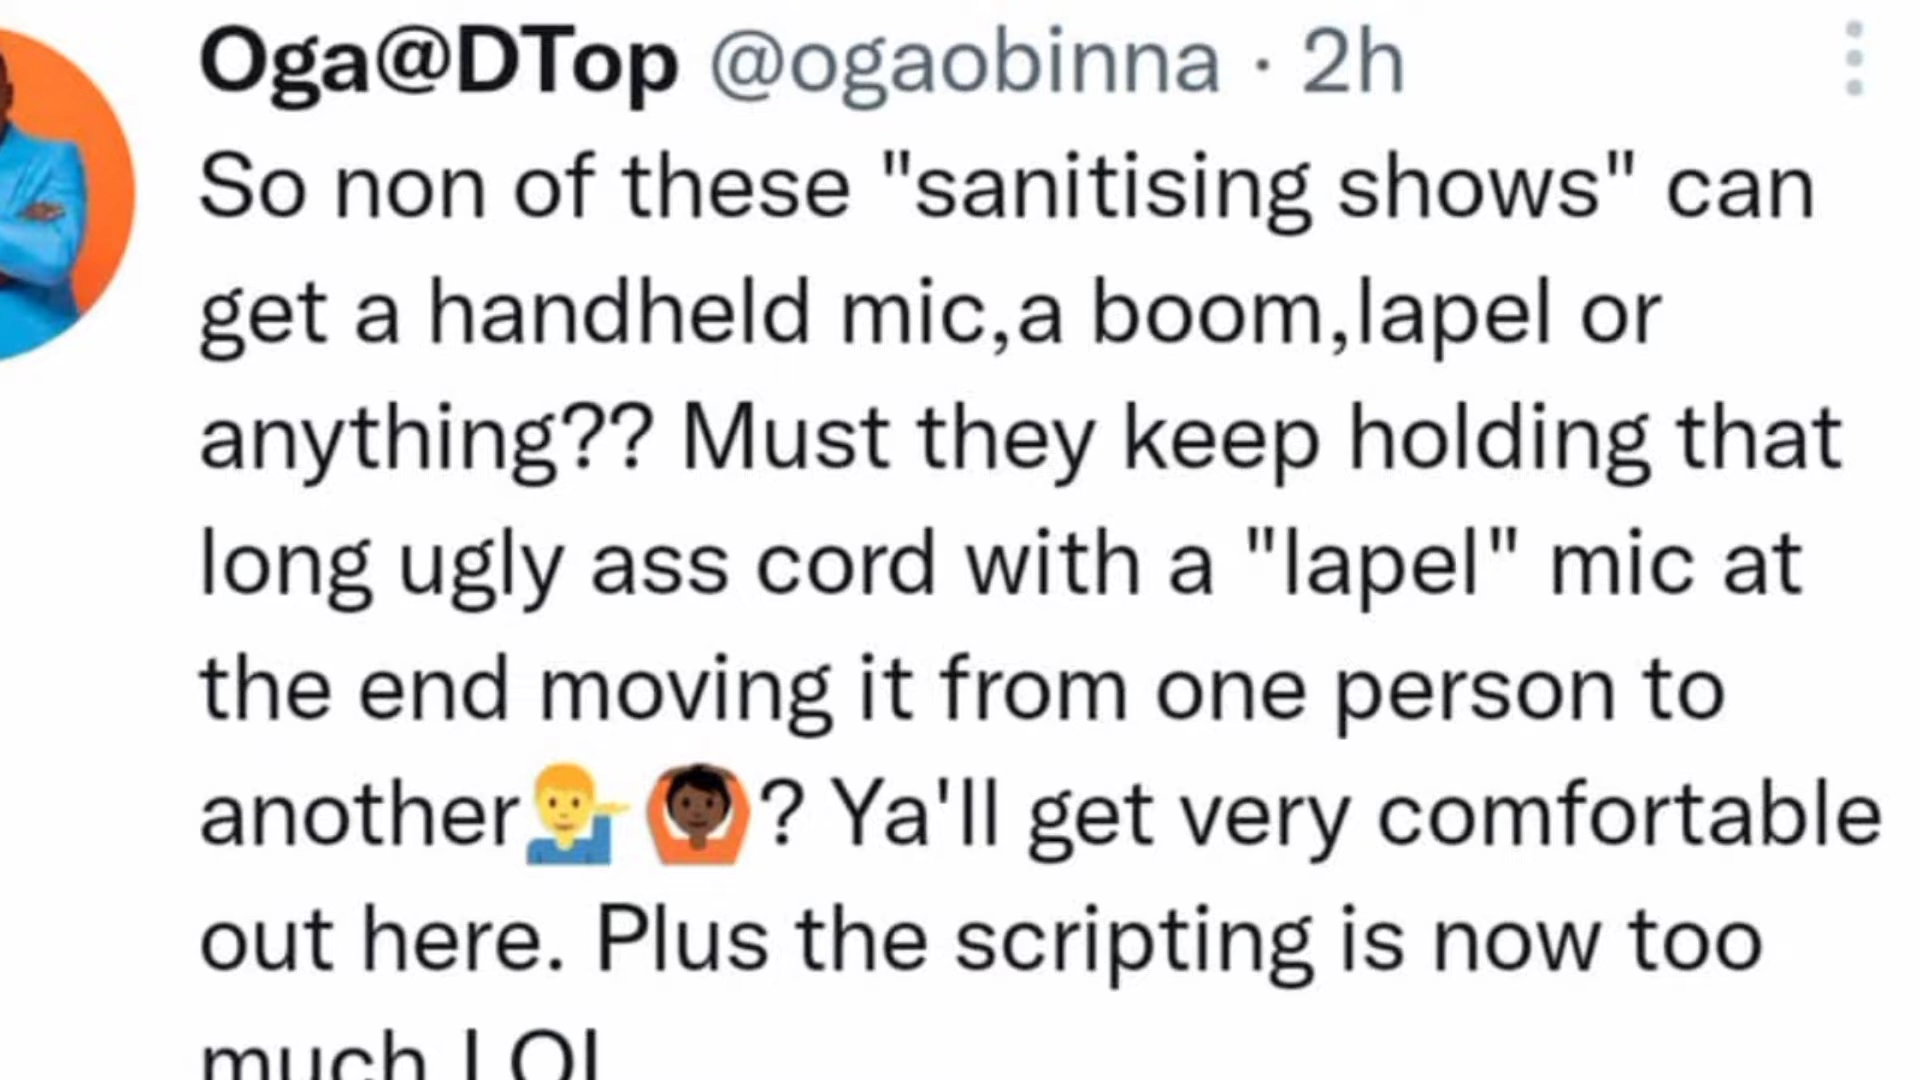 Oga@DTop @ogaobinna · 2h
So non of these "sanitising shows" can
get a handheld mic,a boom,lapel or
anything?? Must they keep holding that
long ugly ass cord with a "lapel" mic at
the end moving it from one person to
another💁‍♂️🙆🏿? Ya'll get very comfortable
out here. Plus the scripting is now too
much LOL